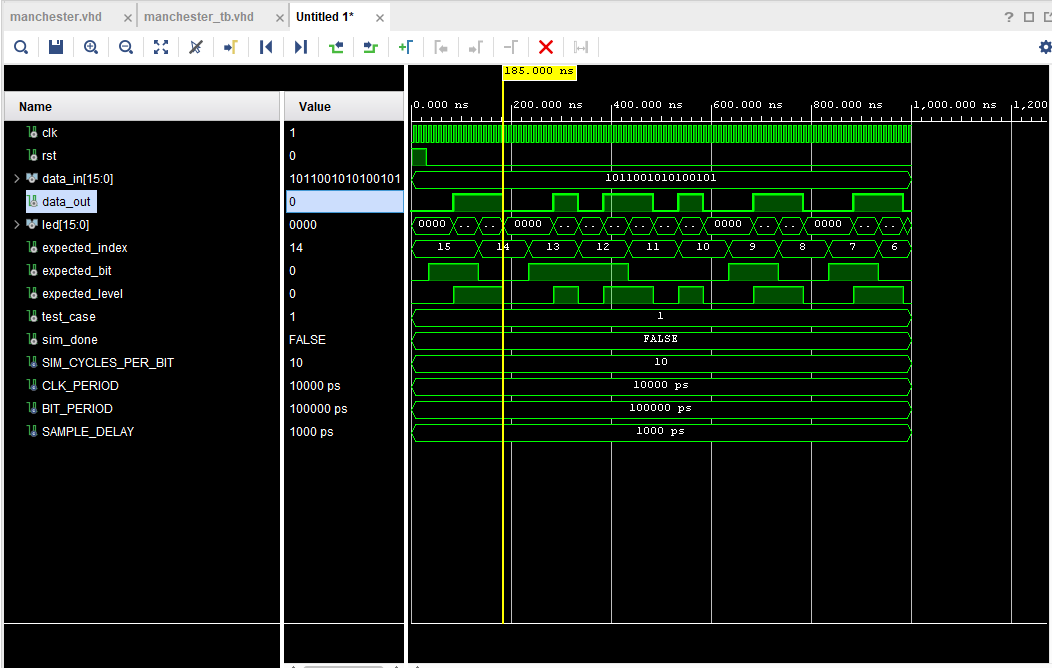 manchester.vhd × manchester_tb.vhd × Untitled 1* ×
?
185.000 ns
Name Value 0.000 ns 200.000 ns 400.000 ns 600.000 ns 800.000 ns 1,000.000 ns 1,200
clk 1
rst 0
data_in[15:0] 1011001010100101 1011001010100101
data_out 0
led[15:0] 0000 0000 .. .. 0000 .. .. .. .. .. .. 0000 .. .. 0000 .. ..
expected_index 14 15 14 13 12 11 10 9 8 7 6
expected_bit 0
expected_level 0
test_case 1 1
sim_done FALSE FALSE
SIM_CYCLES_PER_BIT 10 10
CLK_PERIOD 10000 ps 10000 ps
BIT_PERIOD 100000 ps 100000 ps
SAMPLE_DELAY 1000 ps 1000 ps